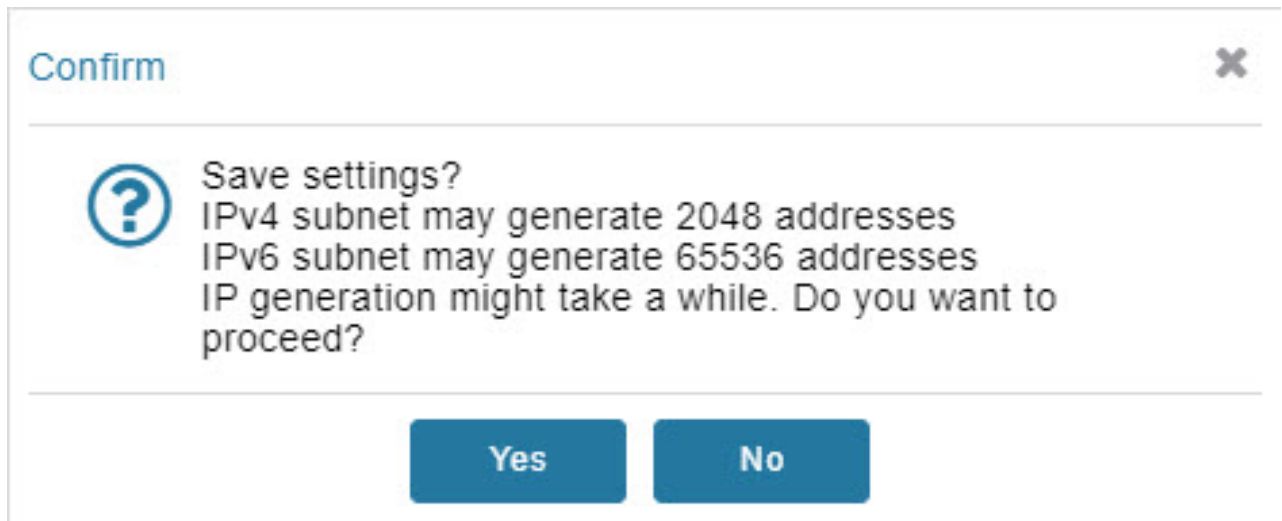 Confirm
Save settings?
IPv4 subnet may generate 2048 addresses
IPv6 subnet may generate 65536 addresses
IP generation might take a while. Do you want to
proceed?
Yes
No